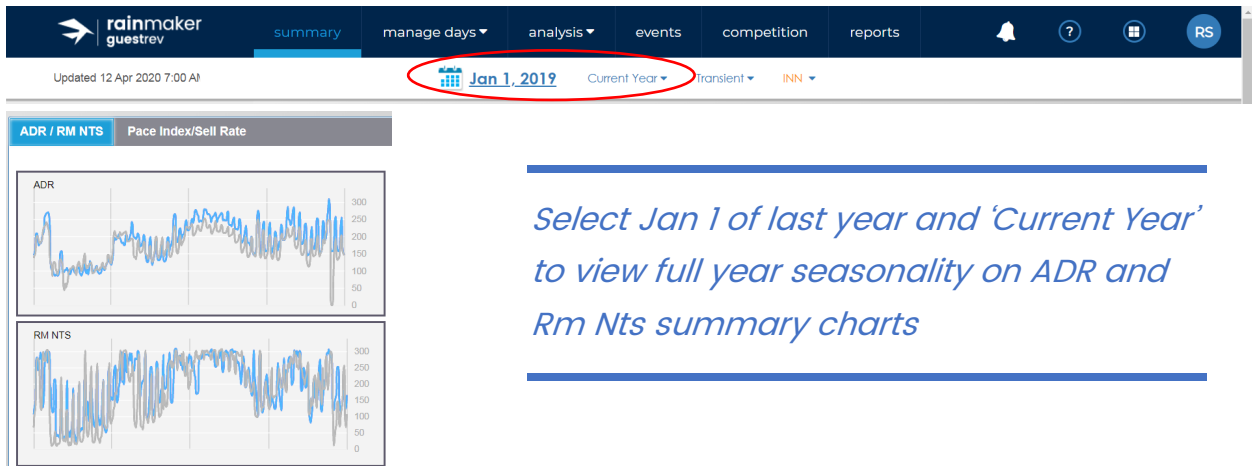 rainmaker
guestrev
summary manage days analysis events competition reports ? RS
Updated 12 Apr 2020 7:00 AM
Jan 1, 2019 Current Year Transient INN
ADR / RM NTS Pace Index/Sell Rate
ADR
300
250
200
150
100
50
0
RM NTS
300
250
200
150
100
50
0
Select Jan 1 of last year and ‘Current Year’
to view full year seasonality on ADR and
Rm Nts summary charts